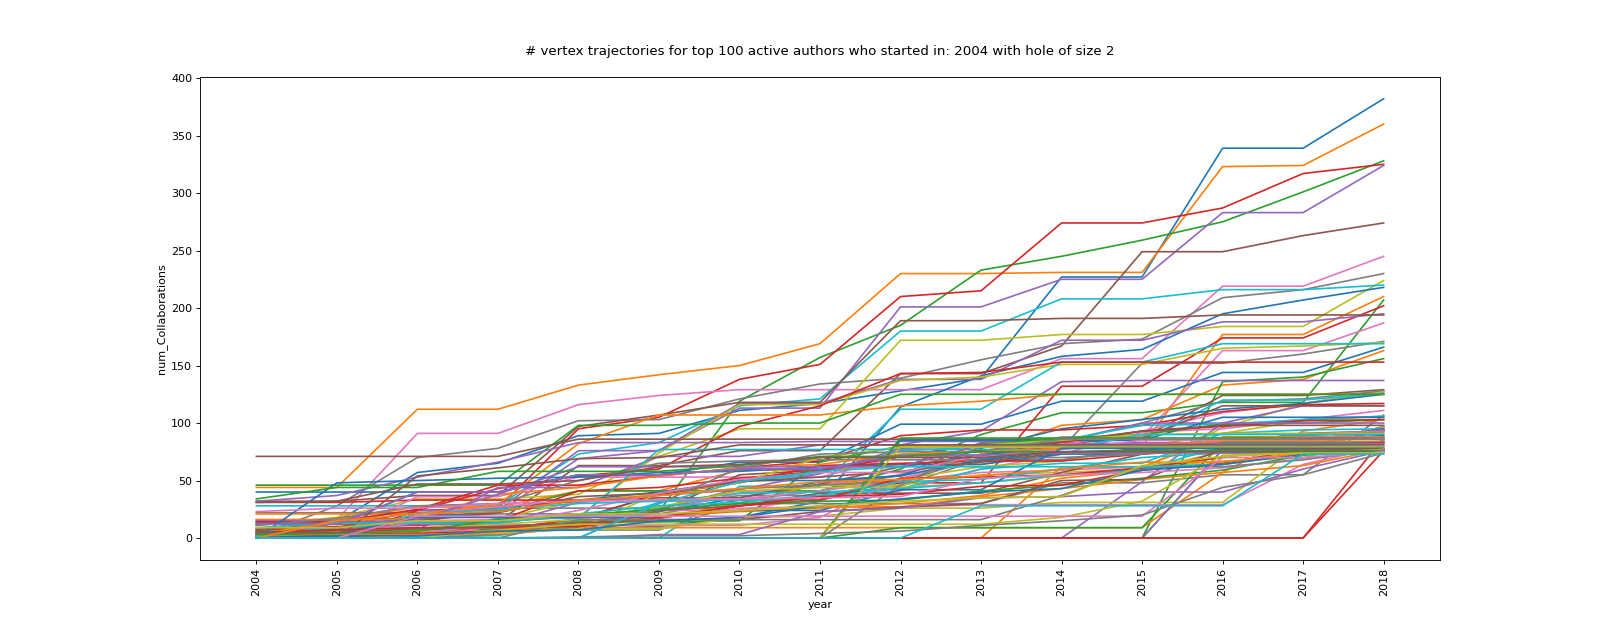 # vertex trajectories for top 100 active authors who started in: 2004 with hole of size 2
400
350
300
250
200
150
100
50
0
num_Collaborations
2004 2005 2006 2007 2008 2009 2010 2011 2012 2013 2014 2015 2016 2017 2018
year